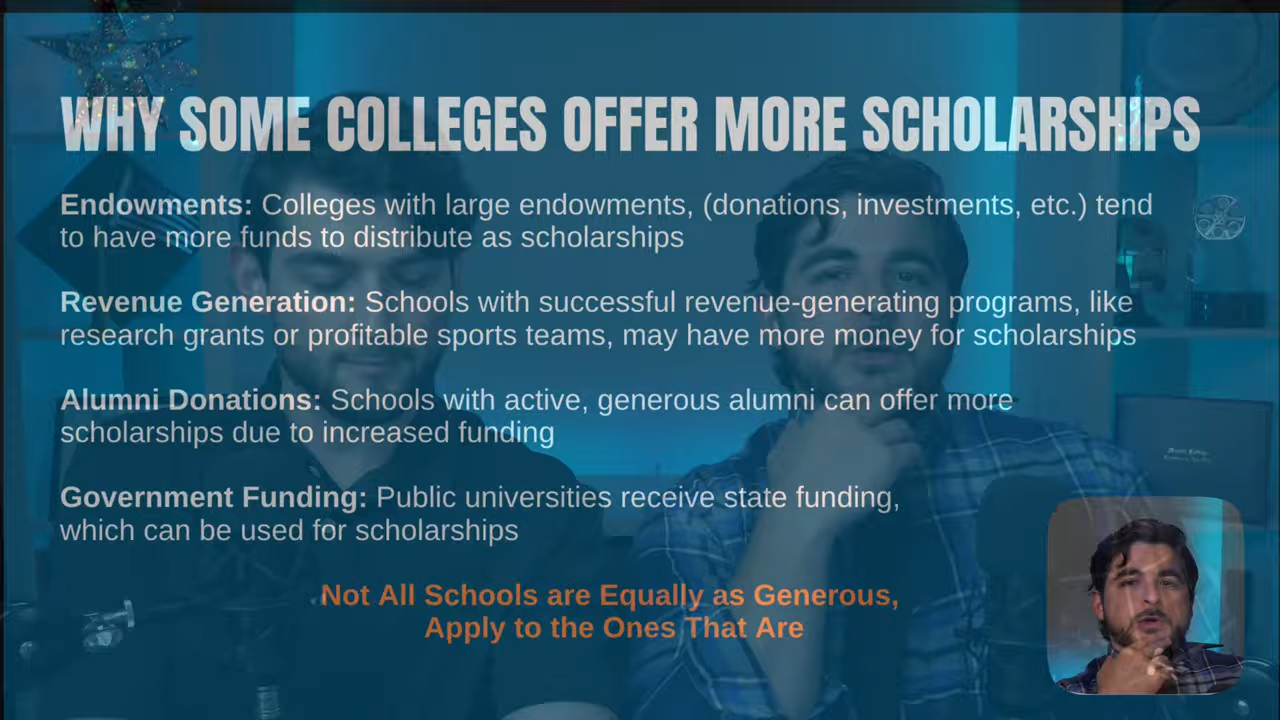 WHY SOME COLLEGES OFFER MORE SCHOLARSHIPS
Endowments: Colleges with large endowments, (donations, investments, etc.) tend
to have more funds to distribute as scholarships
Revenue Generation: Schools with successful revenue-generating programs, like
research grants or profitable sports teams, may have more money for scholarships
Alumni Donations: Schools with active, generous alumni can offer more
scholarships due to increased funding
Government Funding: Public universities receive state funding,
which can be used for scholarships
Not All Schools are Equally as Generous,
Apply to the Ones That Are